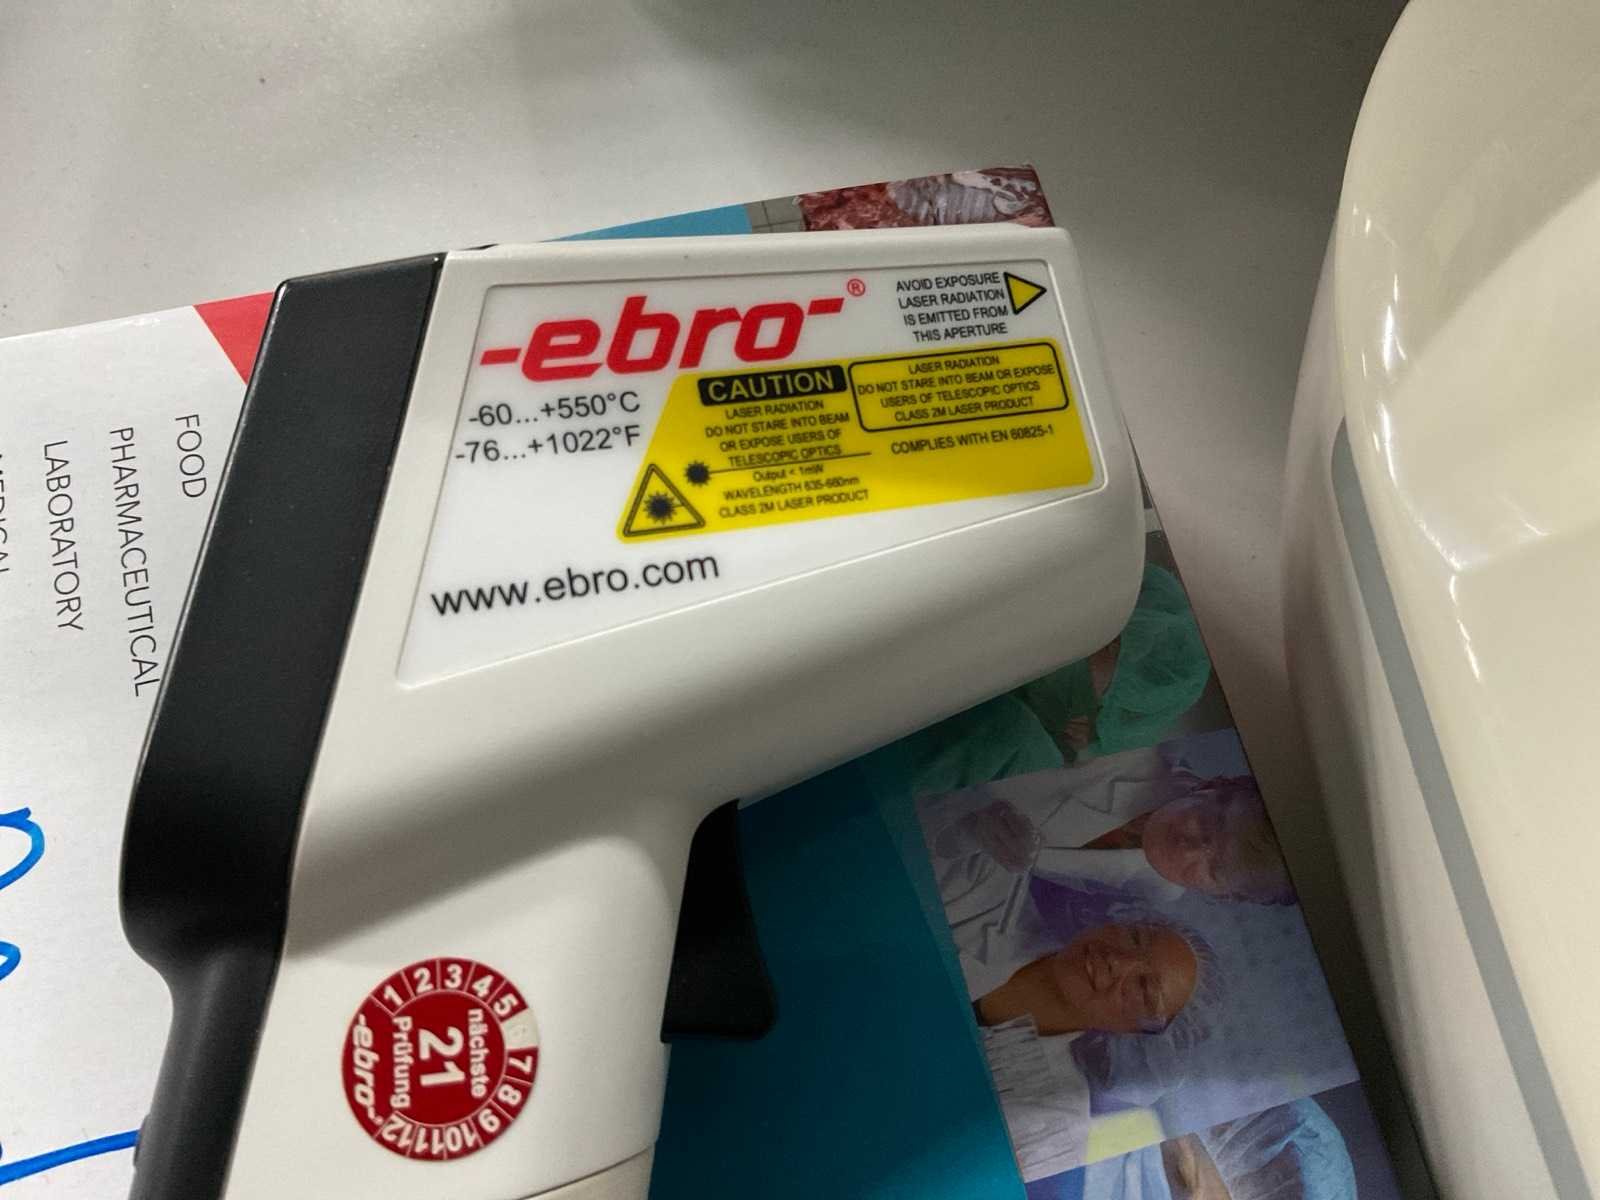 -ebro-®
-60...+550°C
-76...+1022°F
AVOID EXPOSURE
LASER RADIATION
IS EMITTED FROM
THIS APERTURE
CAUTION
LASER RADIATION
DO NOT STARE INTO BEAM
OR EXPOSE USERS OF
TELESCOPIC OPTICS
Output < 1mW
WAVELENGTH 635-660nm
CLASS 2M LASER PRODUCT
LASER RADIATION
DO NOT STARE INTO BEAM OR EXPOSE
USERS OF TELESCOPIC OPTICS
CLASS 2M LASER PRODUCT
COMPLIES WITH EN 60825-1
www.ebro.com
FOOD
PHARMACEUTICAL
LABORATORY
1 2 3 4 5 6 7 8 9 10 11 12
nächste
21
Prüfung
-ebro-